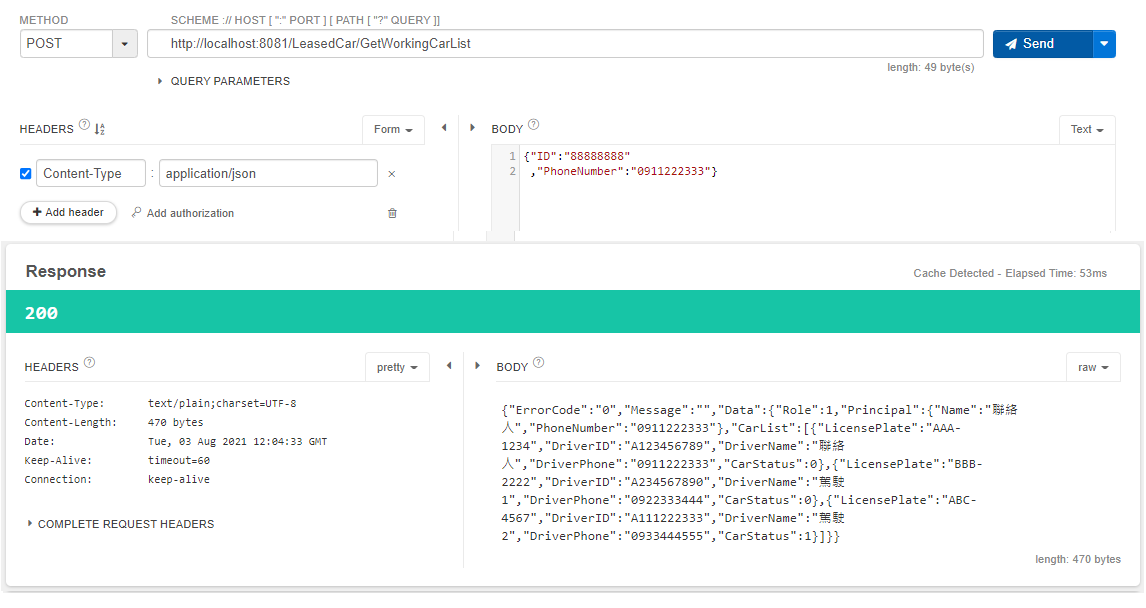 METHOD
SCHEME :// HOST [ ":" PORT ] [ PATH [ "?" QUERY ]]
POST
http://localhost:8081/LeasedCar/GetWorkingCarList
Send
length: 49 byte(s)
QUERY PARAMETERS
HEADERS ?
Form
BODY ?
Text
Content-Type : application/json ×
1 {"ID":"88888888"
2 ,"PhoneNumber":"0911222333"}
+ Add header
Add authorization
Response
Cache Detected - Elapsed Time: 53ms
200
HEADERS ?
pretty
BODY ?
raw
Content-Type: text/plain;charset=UTF-8
Content-Length: 470 bytes
Date: Tue, 03 Aug 2021 12:04:33 GMT
Keep-Alive: timeout=60
Connection: keep-alive
COMPLETE REQUEST HEADERS
{"ErrorCode":"0","Message":"","Data":{"Role":1,"Principal":{"Name":"聯絡
人","PhoneNumber":"0911222333"},"CarList":[{"LicensePlate":"AAA-
1234","DriverID":"A123456789","DriverName":"聯絡
人","DriverPhone":"0911222333","CarStatus":0},{"LicensePlate":"BBB-
2222","DriverID":"A234567890","DriverName":"駕駛
1","DriverPhone":"0922333444","CarStatus":0},{"LicensePlate":"ABC-
4567","DriverID":"A111222333","DriverName":"駕駛
2","DriverPhone":"0933444555","CarStatus":1}]}}
length: 470 bytes